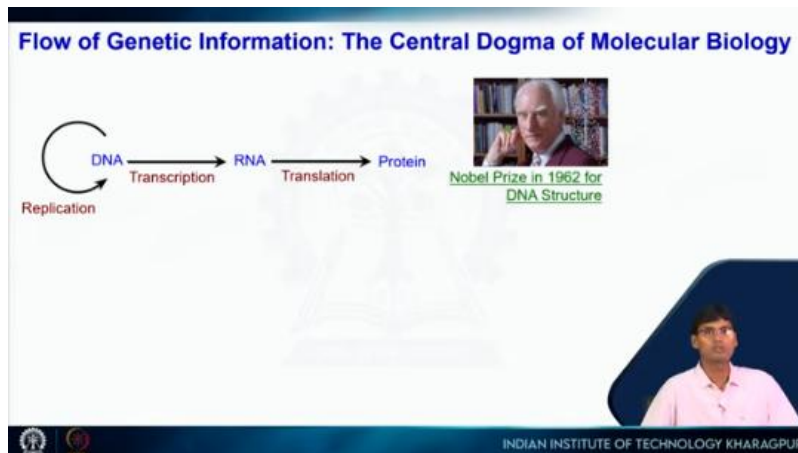 Flow of Genetic Information: The Central Dogma of Molecular Biology
DNA
Transcription
RNA
Translation
Protein
Replication
Nobel Prize in 1962 for
DNA Structure
INDIAN INSTITUTE OF TECHNOLOGY KHARAGPUR